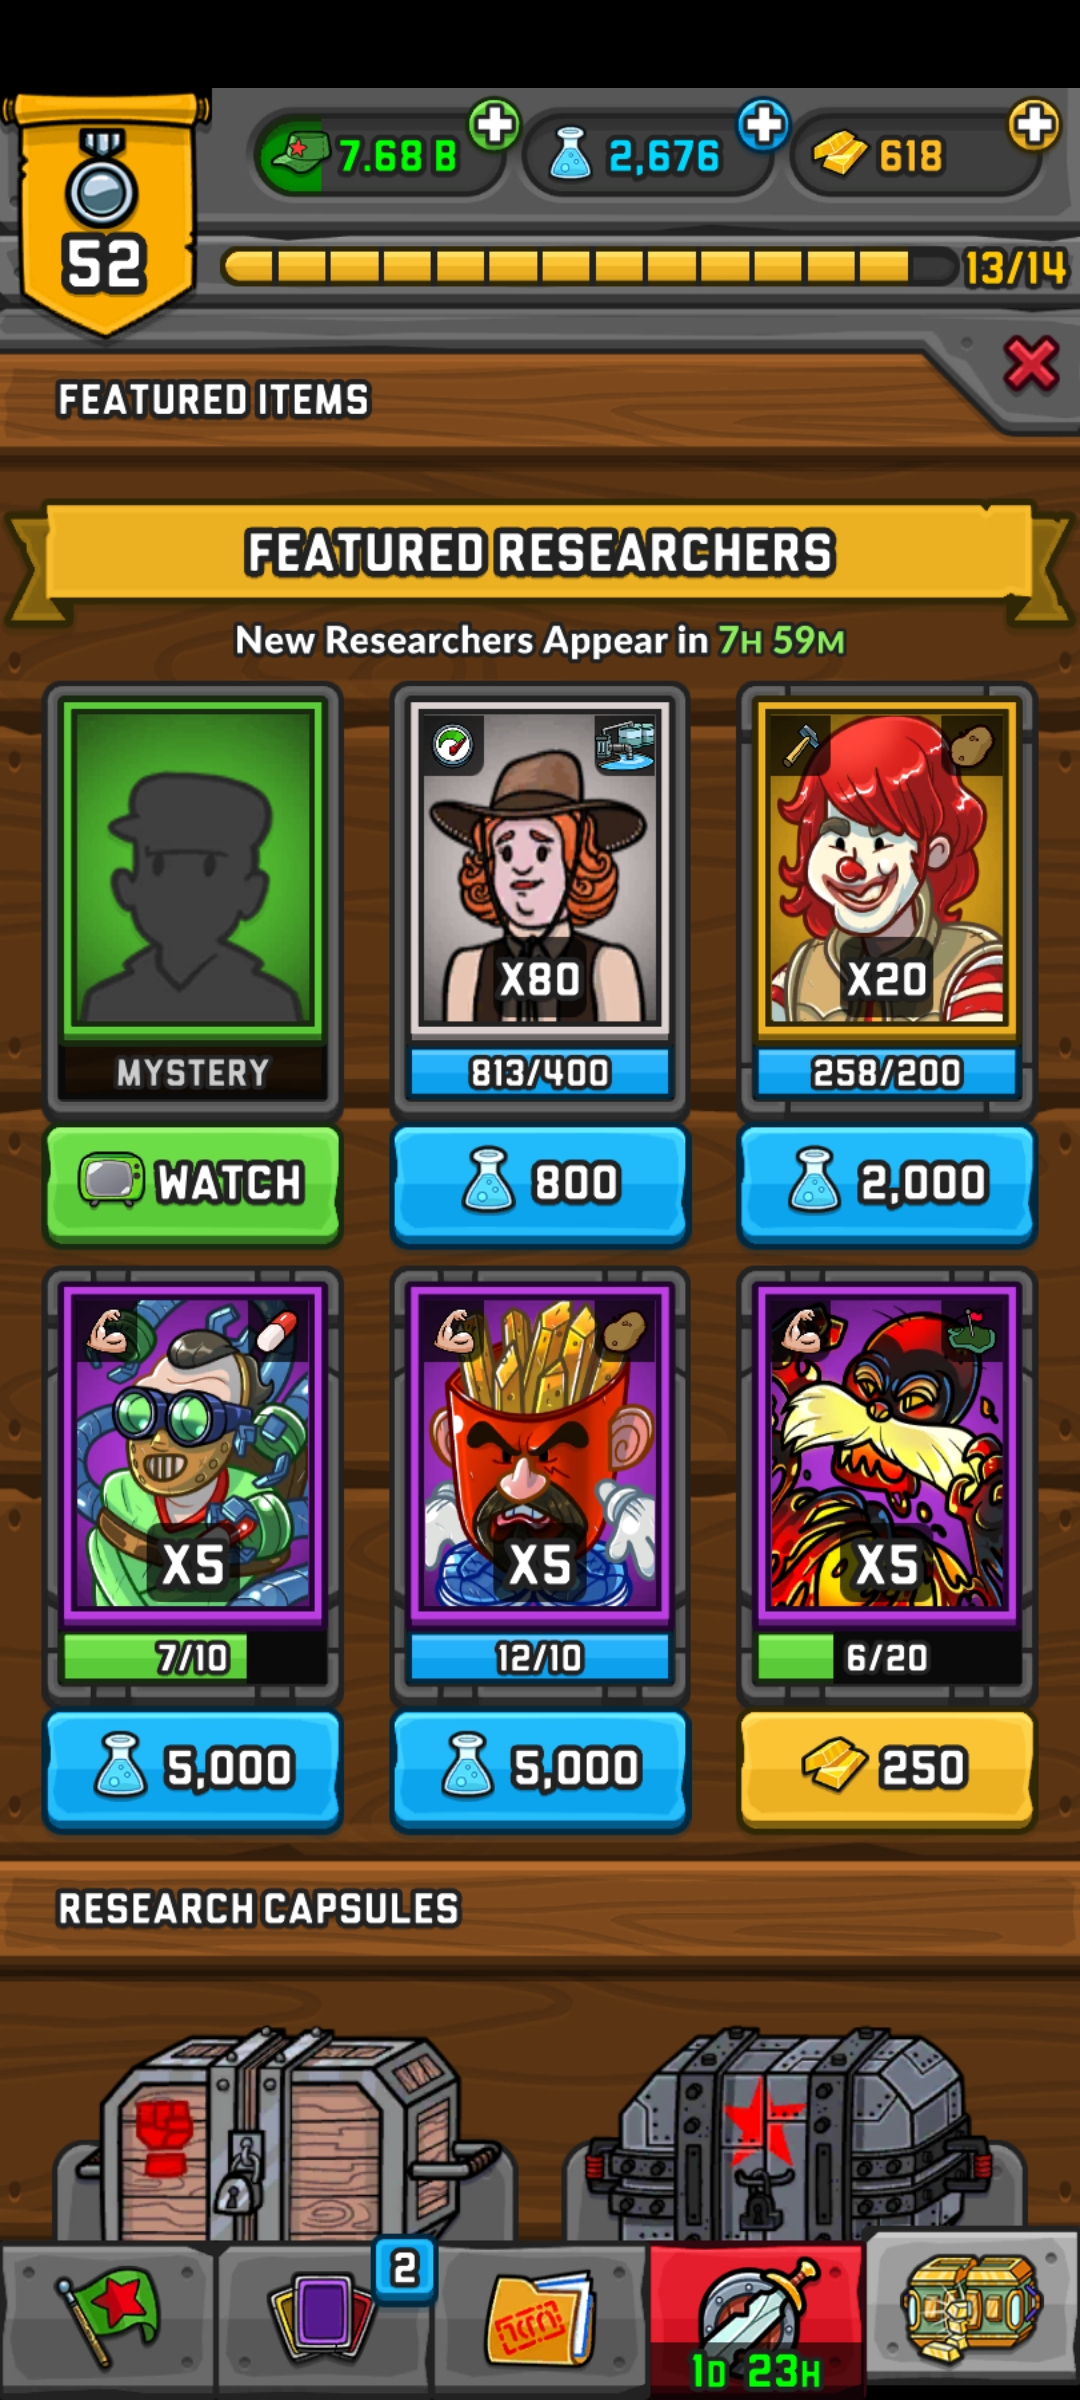 7.68 B
2,676
618
52
13/14
FEATURED ITEMS
FEATURED RESEARCHERS
New Researchers Appear in 7H 59M
X80
X20
MYSTERY
813/400
258/200
WATCH
800
2,000
X5
X5
X5
7/10
12/10
6/20
5,000
5,000
250
RESEARCH CAPSULES
2
1D 23H